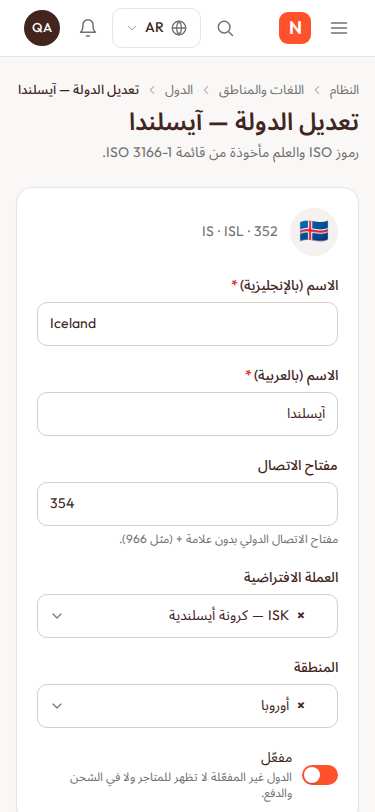 N
AR
QA
النظام > اللغات والمناطق > الدول > تعديل الدولة — آيسلندا
تعديل الدولة — آيسلندا
رموز ISO والعلم مأخوذة من قائمة ISO 3166-1.
IS · ISL · 352
الاسم (بالإنجليزية) *
Iceland
الاسم (بالعربية) *
آيسلندا
مفتاح الاتصال
354
مفتاح الاتصال الدولي بدون علامة + (مثل 966).
العملة الافتراضية
× ISK — كرونة أيسلندية
المنطقة
× أوروبا
مفعّل
الدول غير المفعّلة لا تظهر للمتاجر ولا في الشحن
والدفع.